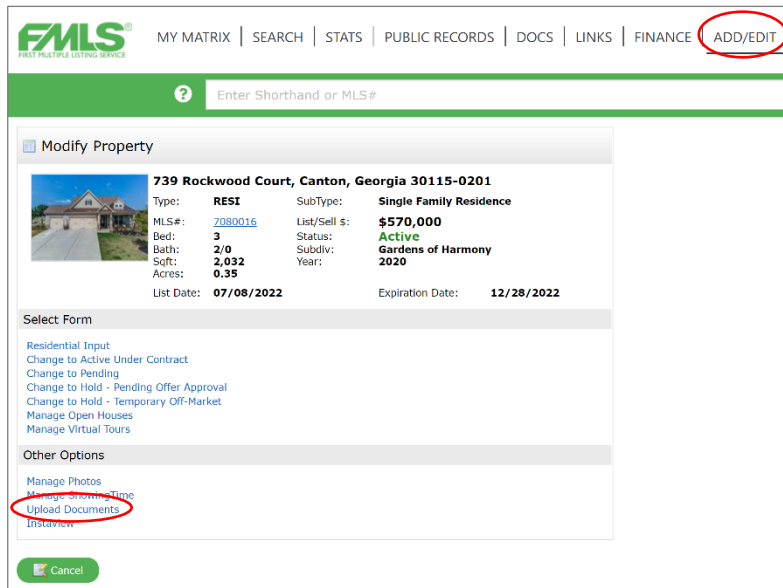 FMLS®
FIRST MULTIPLE LISTING SERVICE
MY MATRIX | SEARCH | STATS | PUBLIC RECORDS | DOCS | LINKS | FINANCE | ADD/EDIT
? Enter Shorthand or MLS#
Modify Property
739 Rockwood Court, Canton, Georgia 30115-0201
Type: RESI SubType: Single Family Residence
MLS#: 7080016 List/Sell $: $570,000
Bed: 3 Status: Active
Bath: 2/0 Subdiv: Gardens of Harmony
Sqft: 2,032 Year: 2020
Acres: 0.35
List Date: 07/08/2022 Expiration Date: 12/28/2022
Select Form
Residential Input
Change to Active Under Contract
Change to Pending
Change to Hold - Pending Offer Approval
Change to Hold - Temporary Off-Market
Manage Open Houses
Manage Virtual Tours
Other Options
Manage Photos
Manage ShowingTime
Upload Documents
Instaview
Cancel